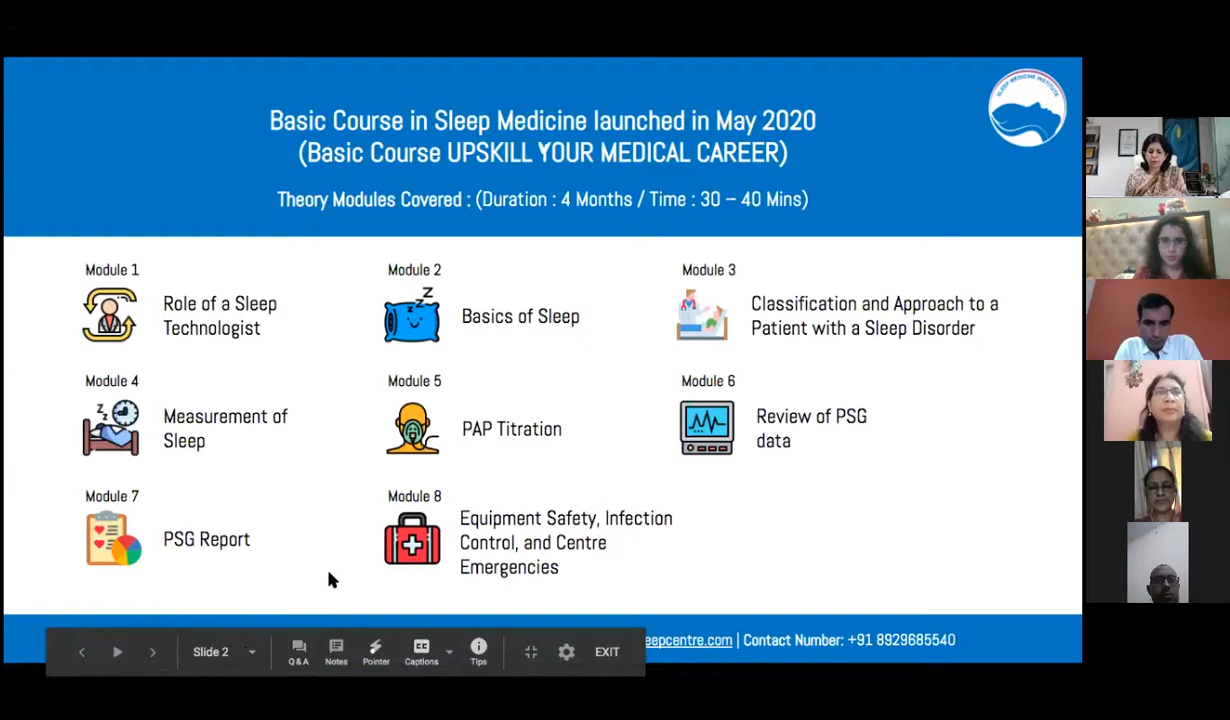 Basic Course in Sleep Medicine launched in May 2020
(Basic Course UPSKILL YOUR MEDICAL CAREER)
Theory Modules Covered : (Duration : 4 Months / Time : 30 – 40 Mins)
SLEEP MEDICINE INSTITUTE
Module 1
Role of a Sleep
Technologist
Module 2
Basics of Sleep
Module 3
Classification and Approach to a
Patient with a Sleep Disorder
Module 4
Measurement of
Sleep
Module 5
PAP Titration
Module 6
Review of PSG
data
Module 7
PSG Report
Module 8
Equipment Safety, Infection
Control, and Centre
Emergencies
eepcentre.com | Contact Number: +91 8929685540
Slide 2
Q & A
Notes
Pointer
CC
Captions
Tips
EXIT